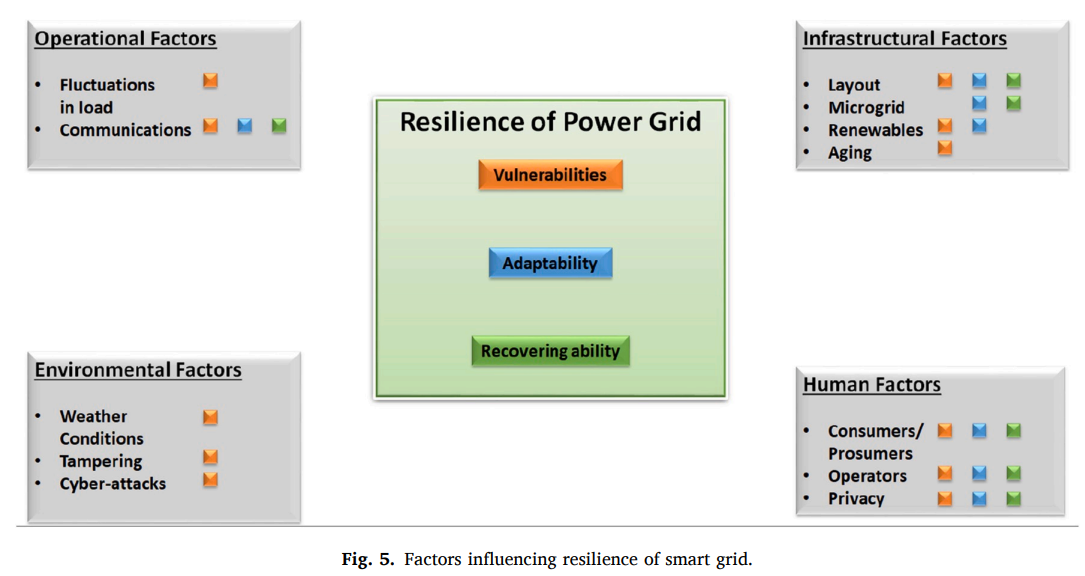 Operational Factors
• Fluctuations
in load
• Communications
Infrastructural Factors
• Layout
• Microgrid
• Renewables
• Aging
Resilience of Power Grid
Vulnerabilities
Adaptability
Recovering ability
Environmental Factors
• Weather
Conditions
• Tampering
• Cyber-attacks
Human Factors
• Consumers/
Prosumers
• Operators
• Privacy
Fig. 5. Factors influencing resilience of smart grid.